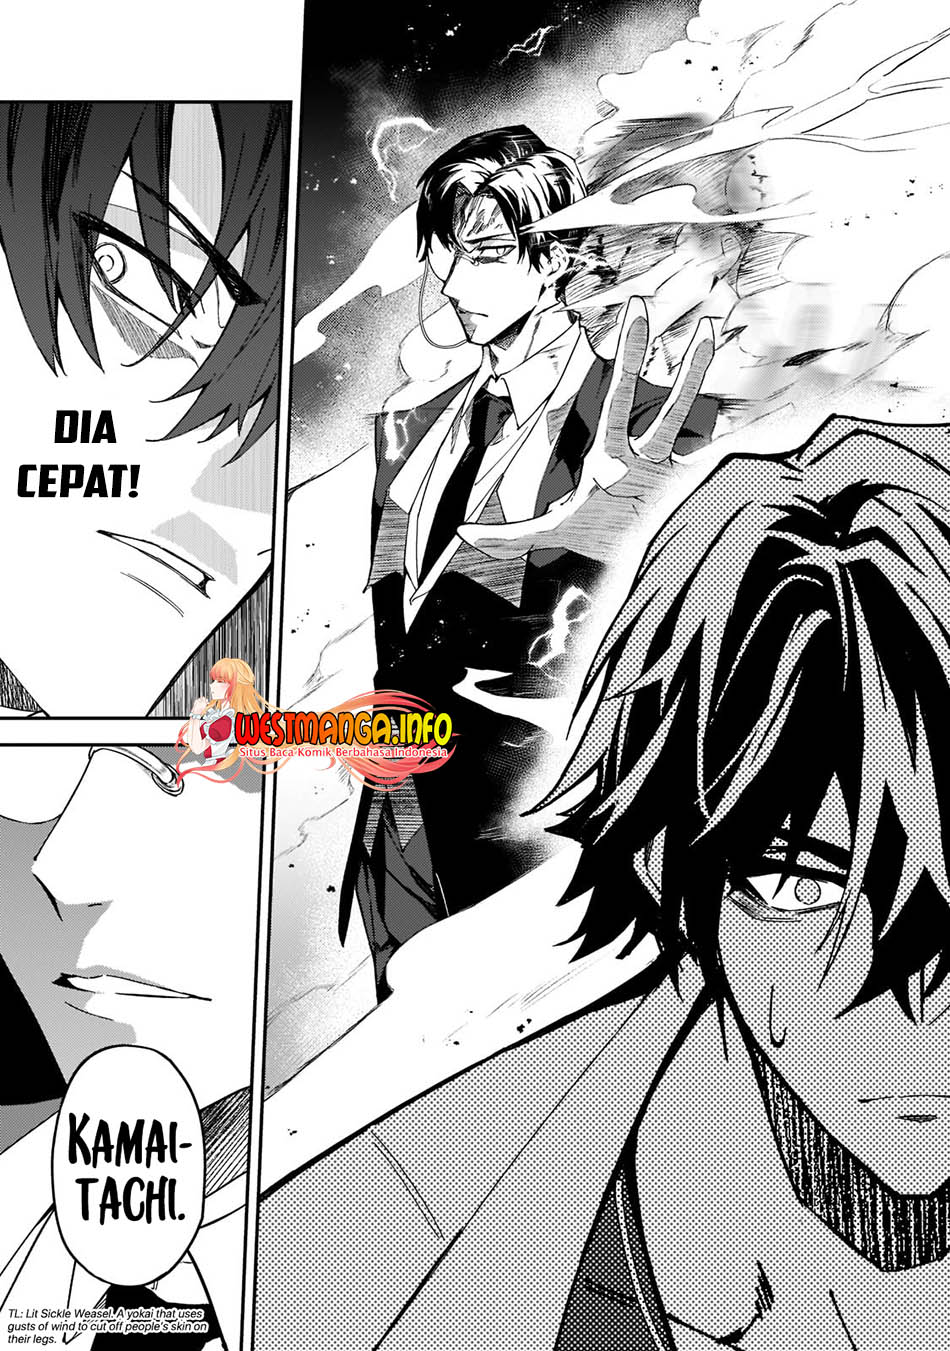 DIA
CEPAT!
WESTMANGA.INFO
Situs Baca Komik Berbahasa Indonesia
KAMAI-
TACHI.
TL: Lit Sickle Weasel. A yokai that uses
gusts of wind to cut off people's skin on
their legs.